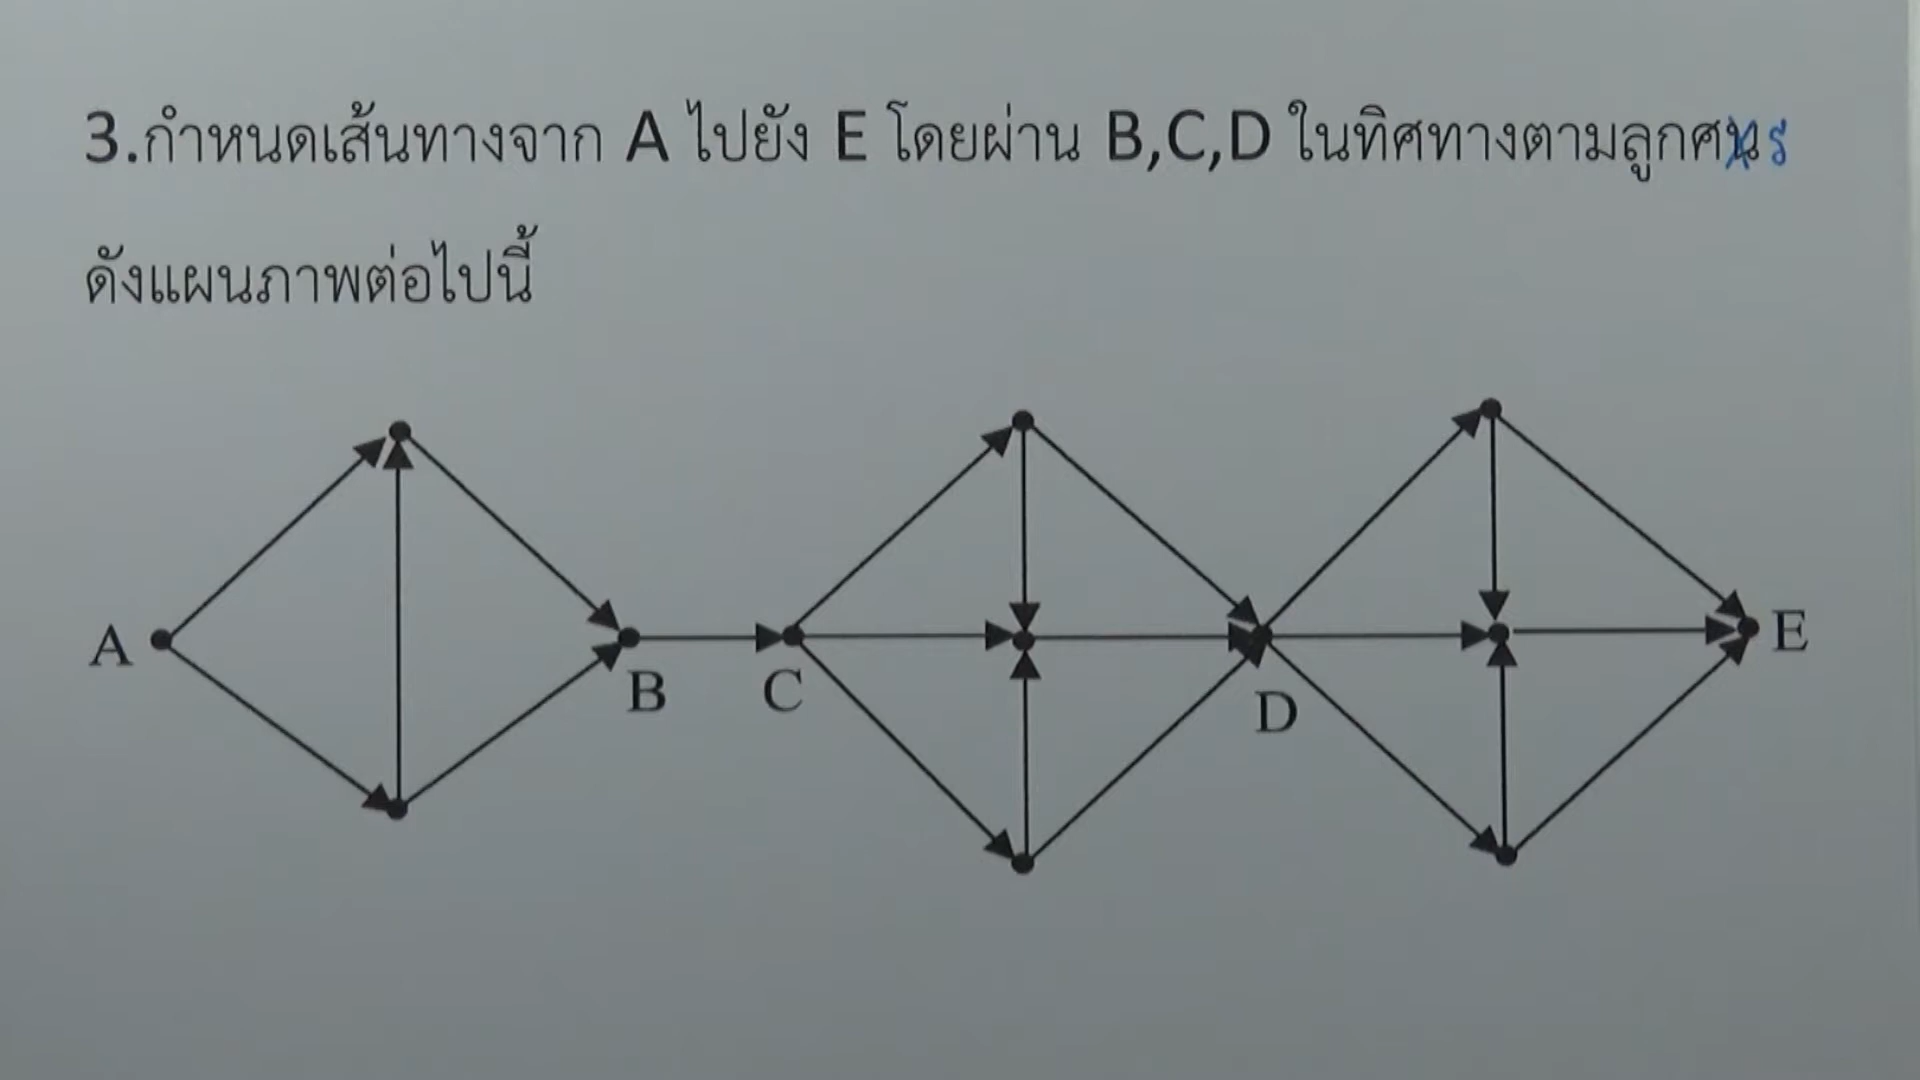 3.กำหนดเส้นทางจาก A ไปยัง E โดยผ่าน B,C,D ในทิศทางตามลูกศร
ดังแผนภาพต่อไปนี้
A
B
C
D
E